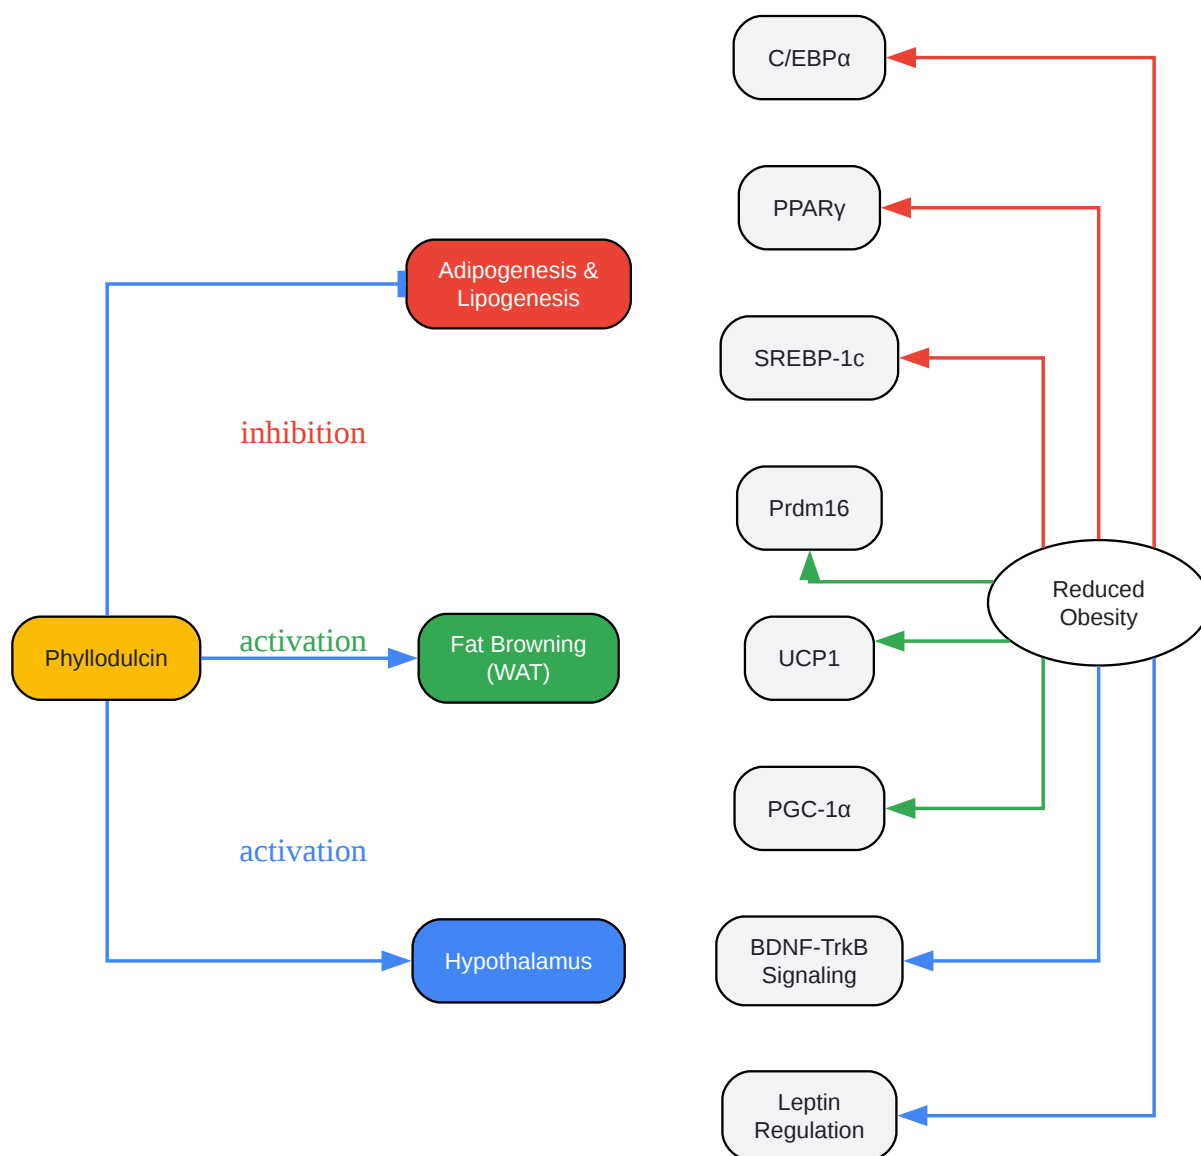 C/EBPα
PPARγ
Adipogenesis &
Lipogenesis
SREBP-1c
inhibition
Prdm16
Reduced
Obesity
Phyllodulcin
activation
Fat Browning
(WAT)
UCP1
PGC-1α
activation
Hypothalamus
BDNF-TrkB
Signaling
Leptin
Regulation